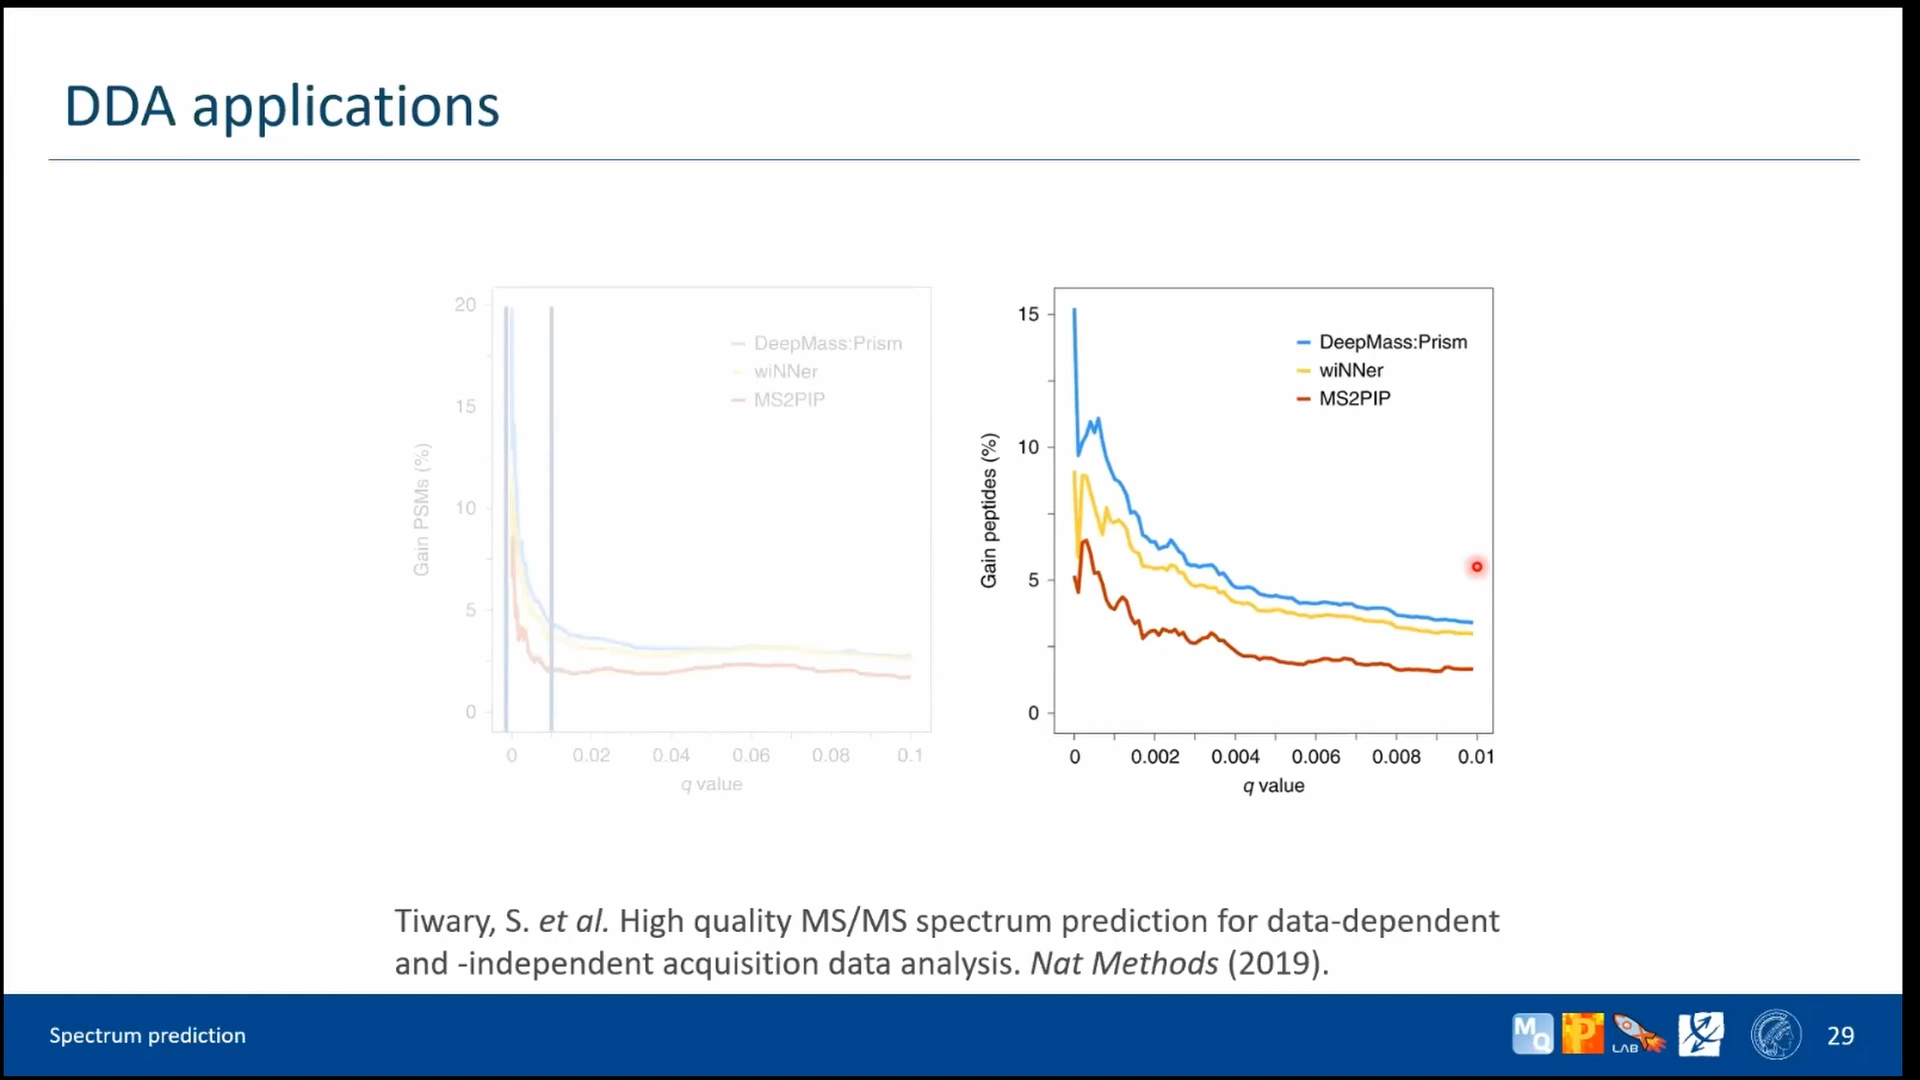 DDA applications
20
15
10
5
0
Gain PSMs (%)
DeepMass:Prism
wiNNer
MS2PIP
0 0.02 0.04 0.06 0.08 0.1
q value
15
10
5
0
Gain peptides (%)
DeepMass:Prism
wiNNer
MS2PIP
0 0.002 0.004 0.006 0.008 0.01
q value
Tiwary, S. et al. High quality MS/MS spectrum prediction for data-dependent
and -independent acquisition data analysis. Nat Methods (2019).
Spectrum prediction
MQ
P
LAB
29